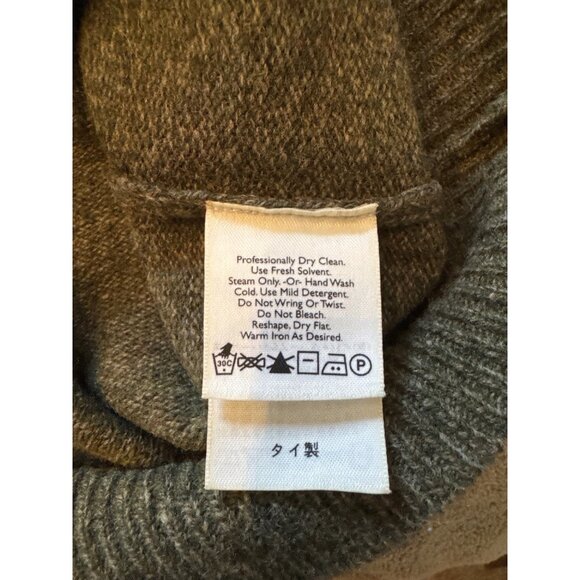 Professionally Dry Clean.
Use Fresh Solvent.
Steam Only. -Or- Hand Wash
Cold. Use Mild Detergent.
Do Not Wring or Twist.
Do Not Bleach.
Reshape, Dry Flat.
Warm Iron As Desired.
30C P
タイ製